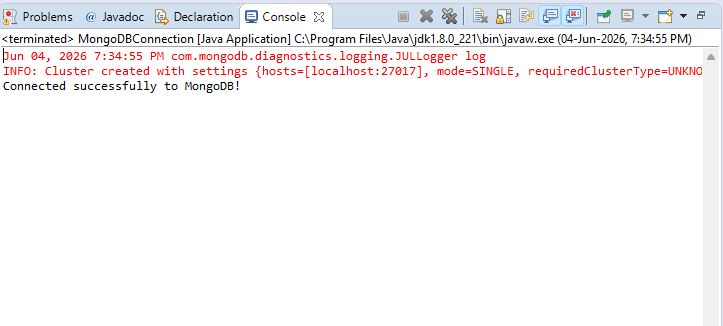 Problems @ Javadoc Declaration Console
<terminated> MongoDBConnection [Java Application] C:\Program Files\Java\jdk1.8.0_221\bin\javaw.exe (04-Jun-2026, 7:34:55 PM)
Jun 04, 2026 7:34:55 PM com.mongodb.diagnostics.logging.JULLogger log
INFO: Cluster created with settings {hosts=[localhost:27017], mode=SINGLE, requiredClusterType=UNKNO
Connected successfully to MongoDB!